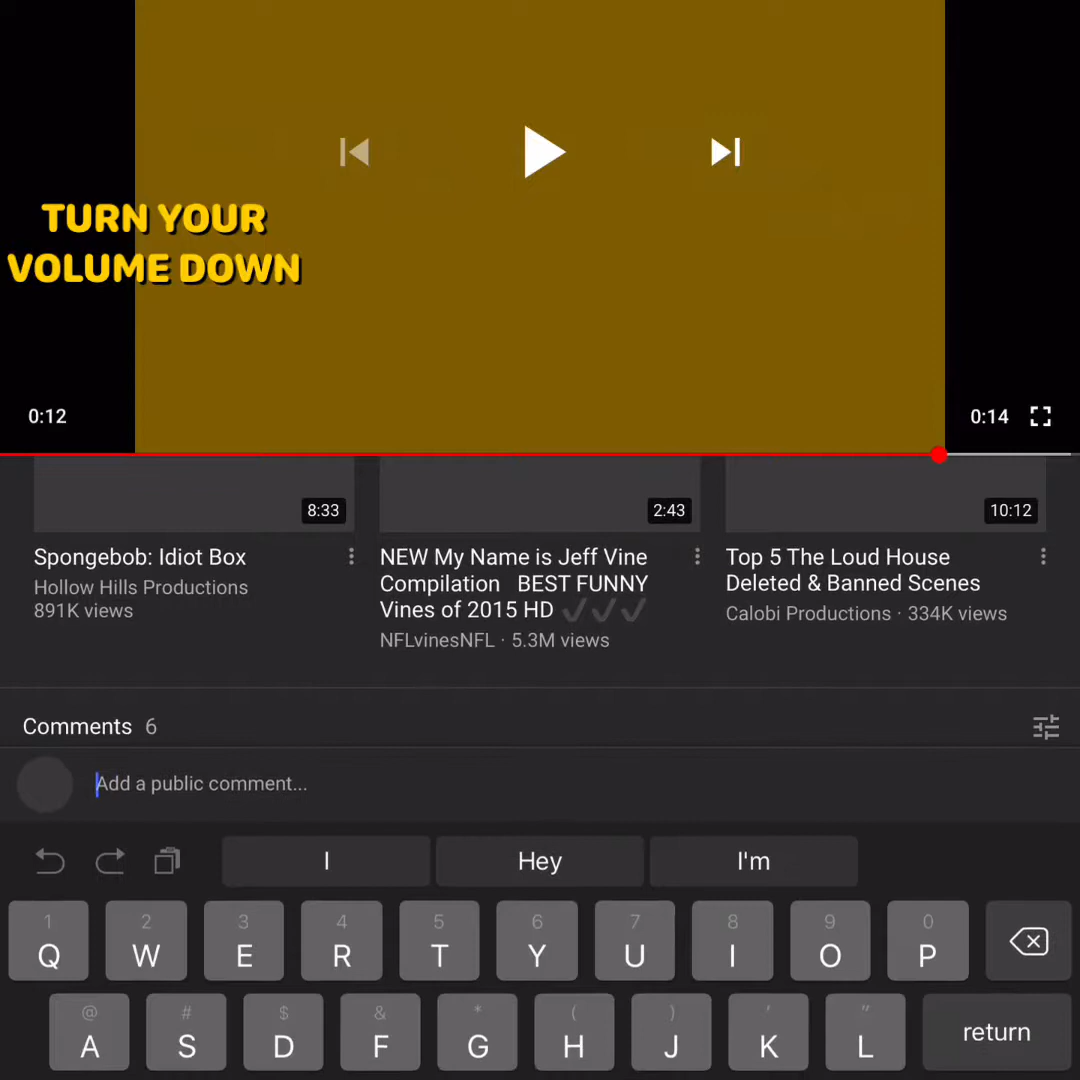 TURN YOUR
VOLUME DOWN
0:12
0:14
8:33
2:43
10:12
Spongebob: Idiot Box
Hollow Hills Productions
891K views
NEW My Name is Jeff Vine
Compilation BEST FUNNY
Vines of 2015 HD ✓✓✓
NFLvinesNFL · 5.3M views
Top 5 The Loud House
Deleted & Banned Scenes
Calobi Productions · 334K views
Comments 6
Add a public comment...
I Hey I'm
1 2 3 4 5 6 7 8 9 0
Q W E R T Y U I O P
@ # $ & * ( ) ' "
A S D F G H J K L return